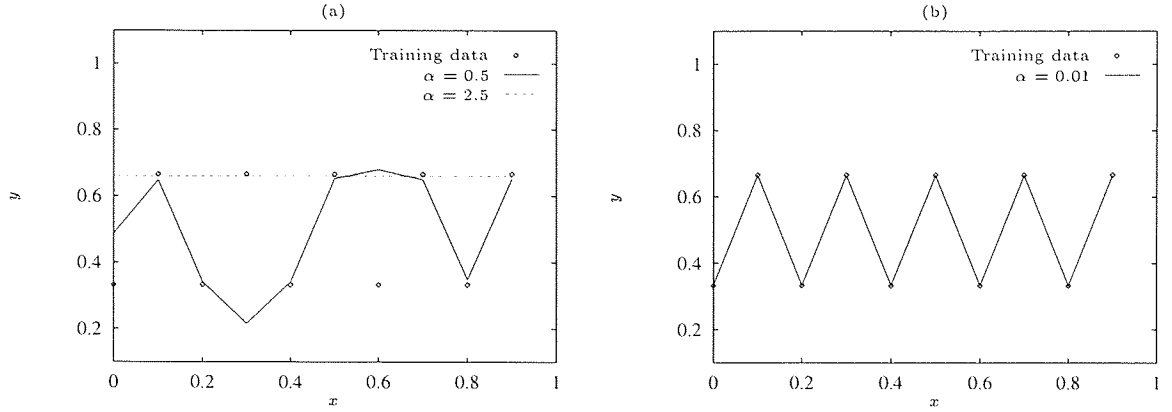 (a)
Training data
α = 0.5
α = 2.5
1
0.8
0.6
0.4
0.2
y
0 0.2 0.4 0.6 0.8 1
x
(b)
Training data
α = 0.01
1
0.8
0.6
0.4
0.2
y
0 0.2 0.4 0.6 0.8 1
x